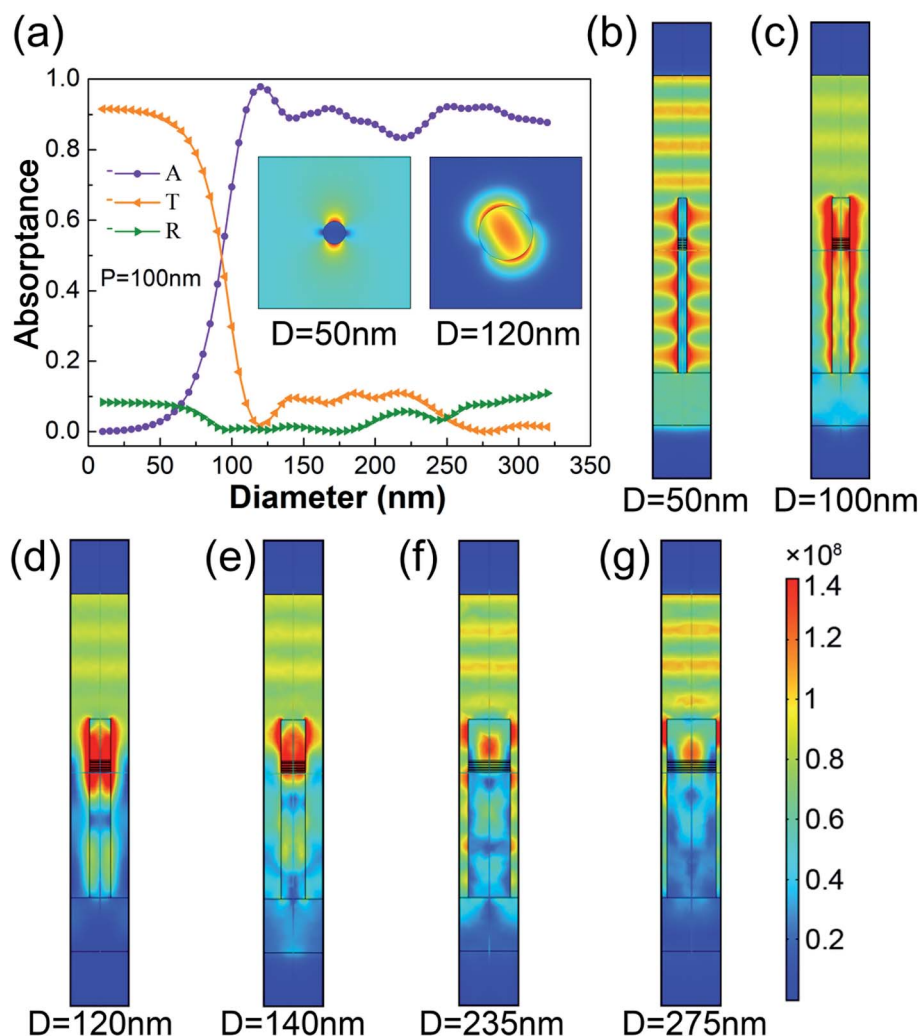 (a)
1.0
0.8
0.6
0.4
0.2
0.0
Absorptance
A
T
R
P=100nm
D=50nm
D=120nm
0 50 100 150 200 250 300 350
Diameter (nm)
(b)
D=50nm
(c)
D=100nm
(d)
D=120nm
(e)
D=140nm
(f)
D=235nm
(g)
D=275nm
×10⁸
1.4
1.2
1
0.8
0.6
0.4
0.2